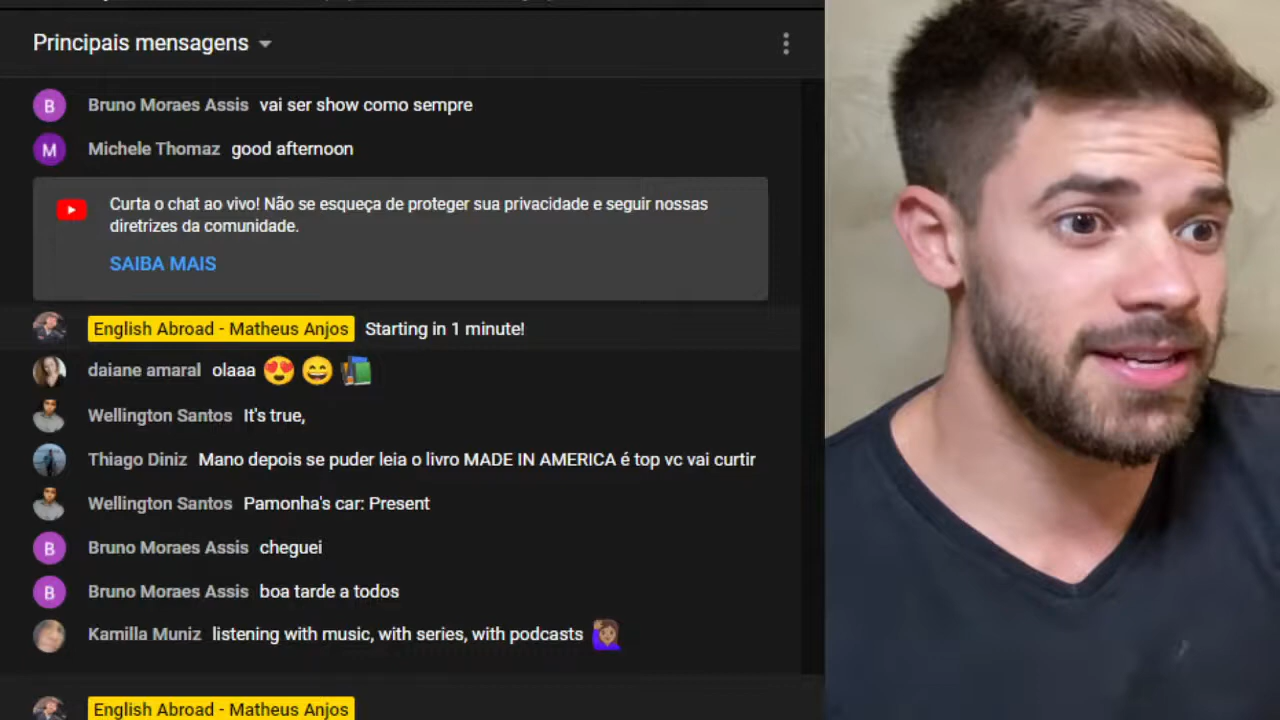 Principais mensagens
Bruno Moraes Assis vai ser show como sempre
Michele Thomaz good afternoon
Curta o chat ao vivo! Não se esqueça de proteger sua privacidade e seguir nossas
diretrizes da comunidade.
SAIBA MAIS
English Abroad - Matheus Anjos Starting in 1 minute!
daiane amaral olaaa 😍 😄 📚
Wellington Santos It's true,
Thiago Diniz Mano depois se puder leia o livro MADE IN AMERICA é top vc vai curtir
Wellington Santos Pamonha's car: Present
B Bruno Moraes Assis cheguei
B Bruno Moraes Assis boa tarde a todos
Kamilla Muniz listening with music, with series, with podcasts 🙋🏽‍♀️
English Abroad - Matheus Anjos